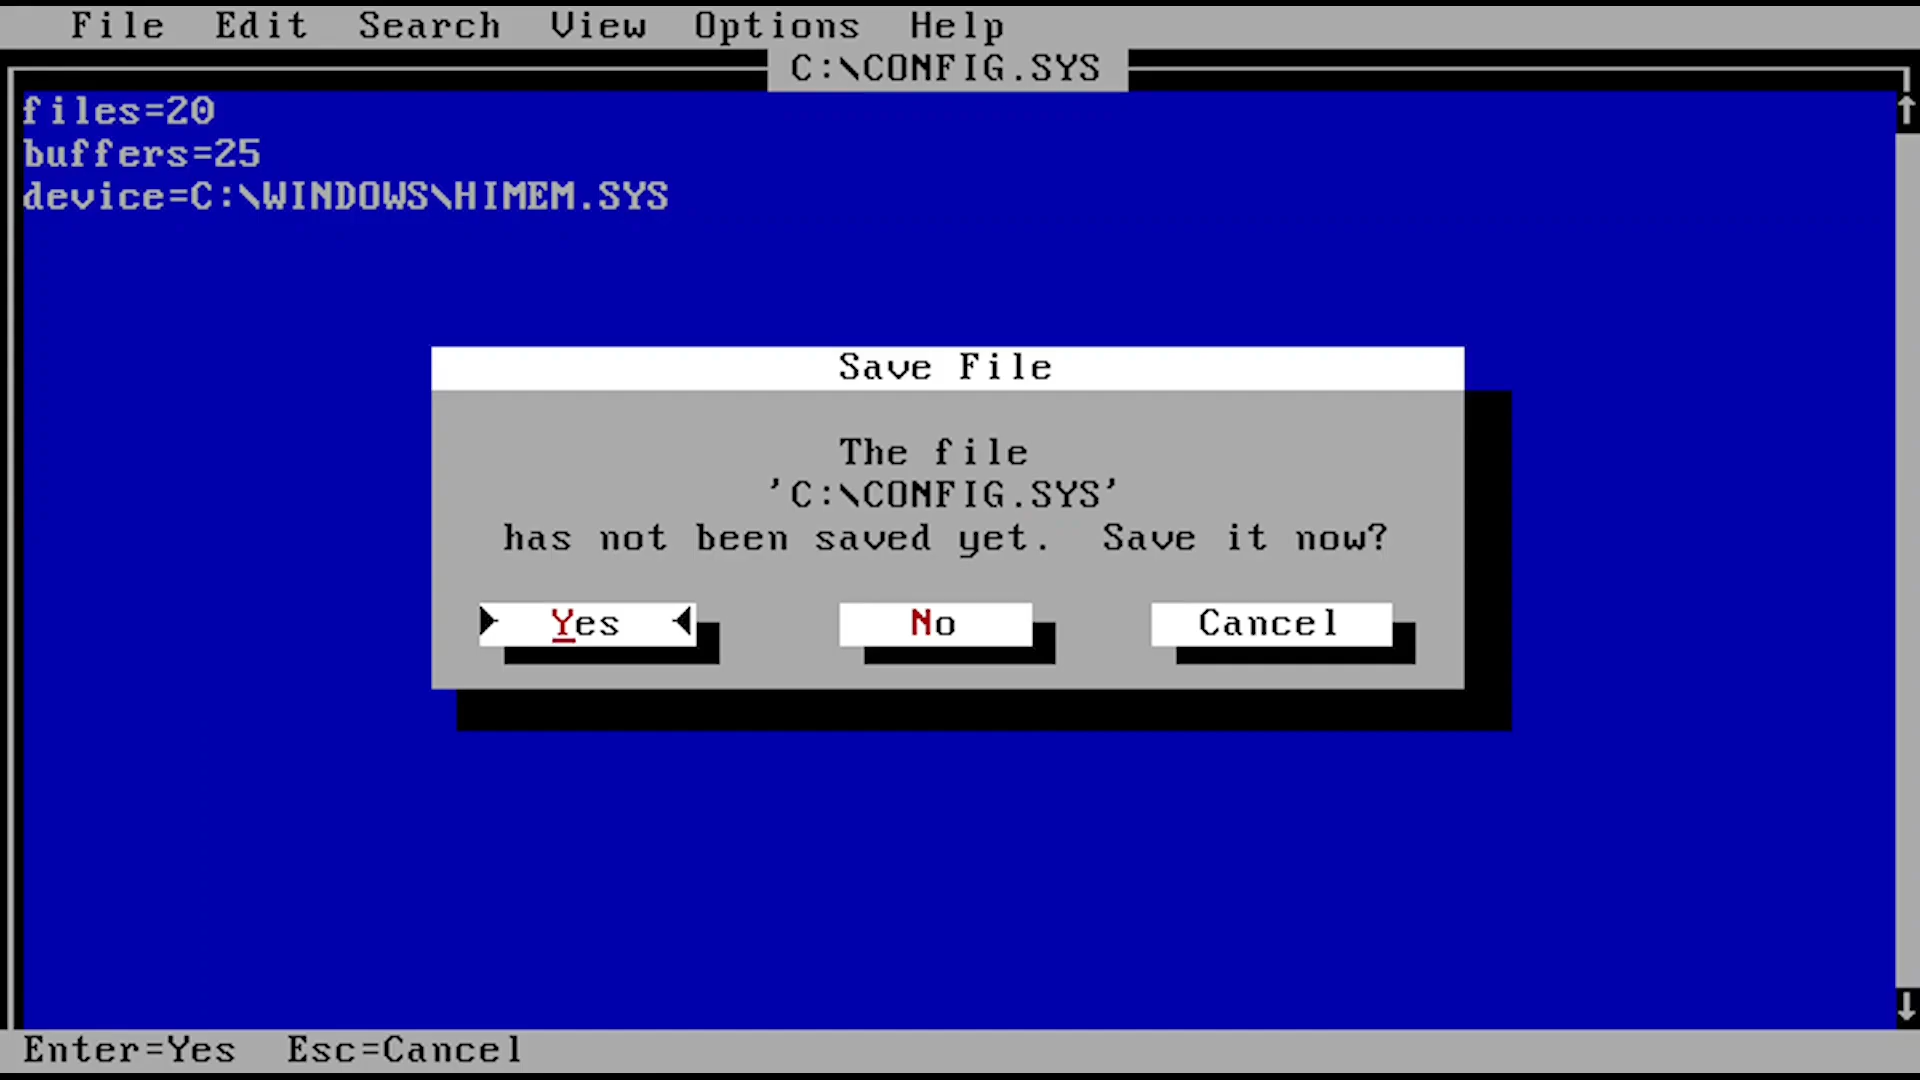 File Edit Search View Options Help
C:\CONFIG.SYS
files=20
buffers=25
device=C:\WINDOWS\HIMEM.SYS
Save File
The file
'C:\CONFIG.SYS'
has not been saved yet. Save it now?
Yes No Cancel
Enter=Yes Esc=Cancel